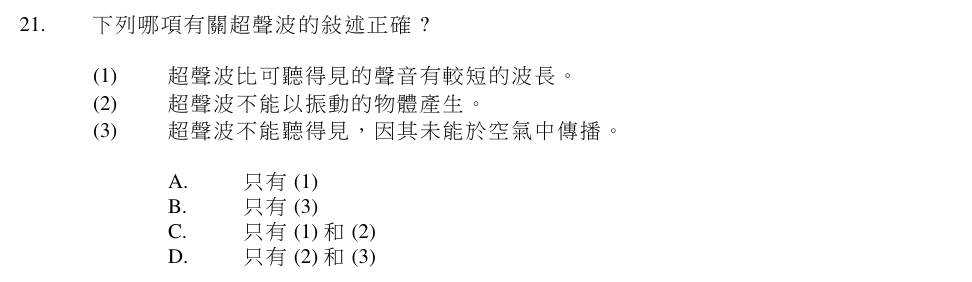 21. 下列哪項有關超聲波的敍述正確？
(1) 超聲波比可聽得見的聲音有較短的波長。
(2) 超聲波不能以振動的物體產生。
(3) 超聲波不能聽得見，因其未能於空氣中傳播。
A. 只有 (1)
B. 只有 (3)
C. 只有 (1) 和 (2)
D. 只有 (2) 和 (3)